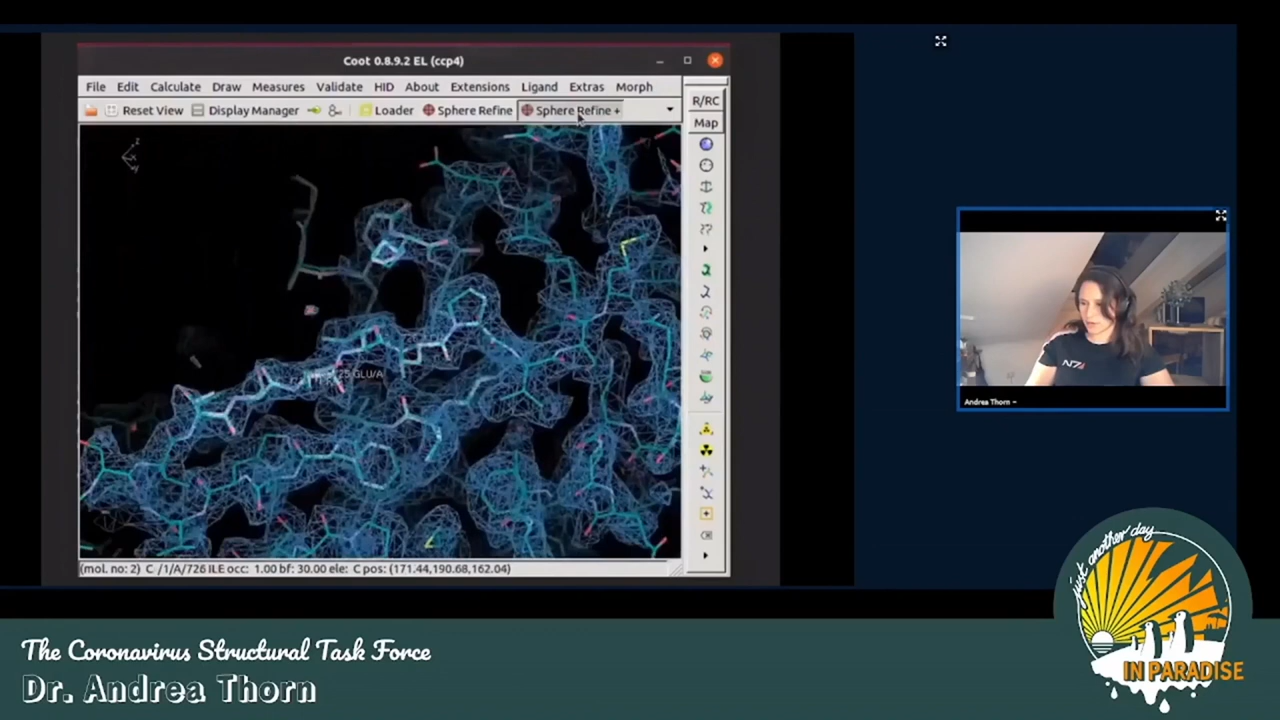 Coot 0.8.9.2 EL (ccp4)
File Edit Calculate Draw Measures Validate HID About Extensions Ligand Extras Morph
Reset View Display Manager Loader Sphere Refine Sphere Refine +
R/RC
Map
GLU/A
(mol. no: 2) C /1/A/726 ILE occ: 1.00 bf: 30.00 ele: C pos: (171.44,190.68,162.04)
N7
Andrea Thorn
The Coronavirus Structural Task Force
Dr. Andrea Thorn
just another day
IN PARADISE